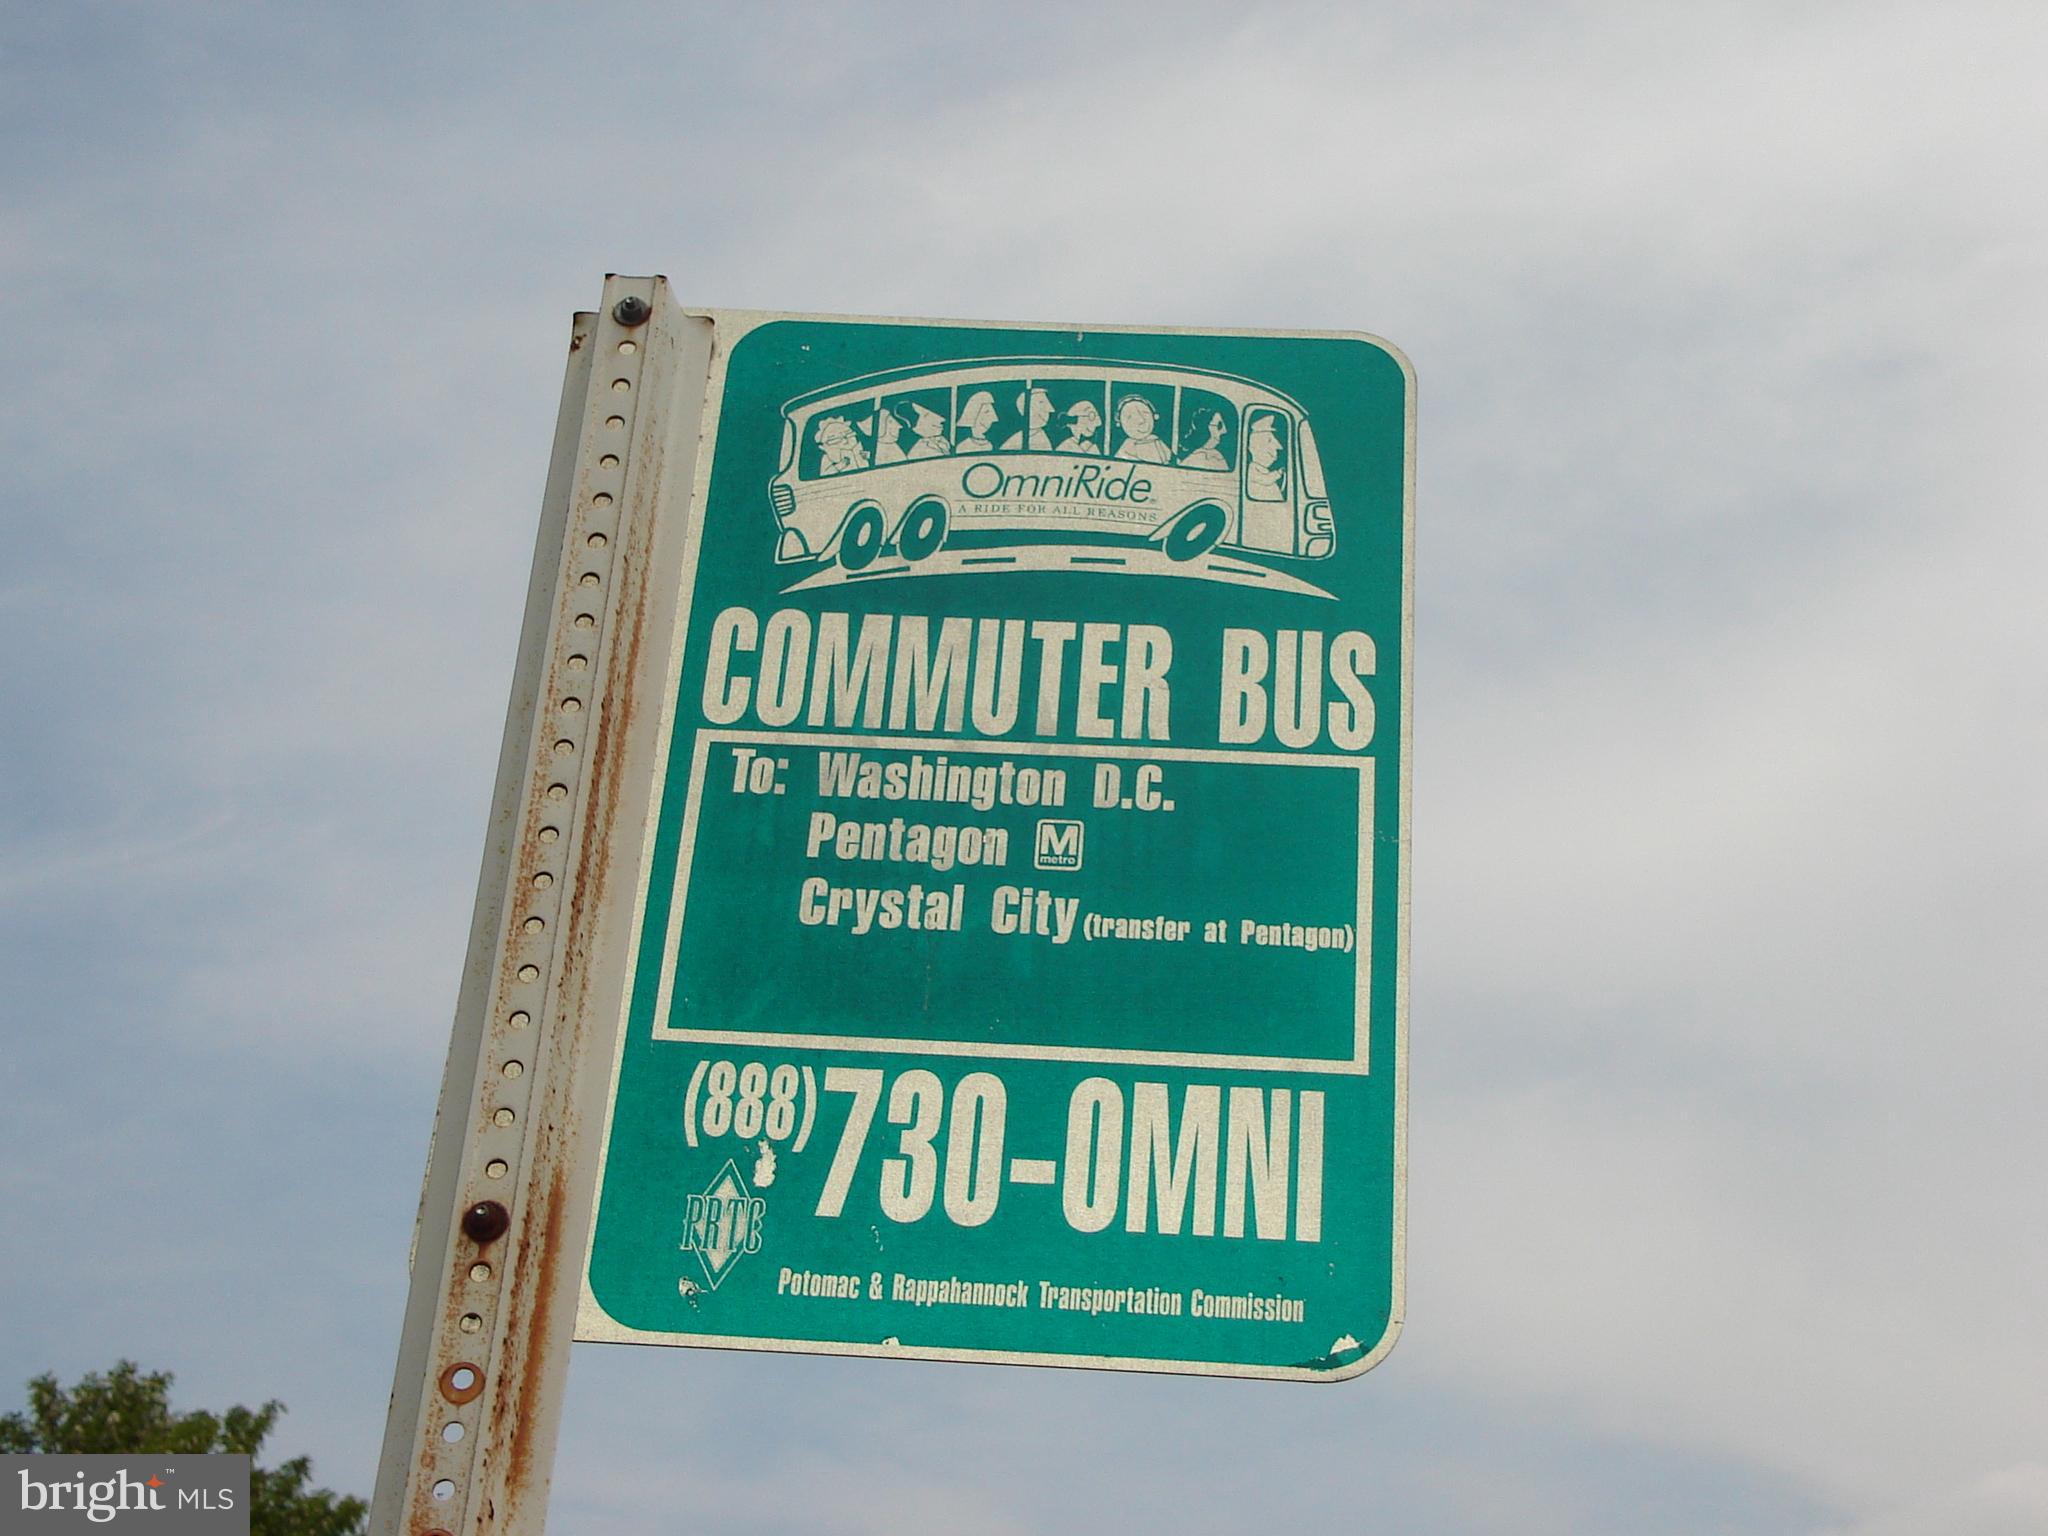 OmniRide
A RIDE FOR ALL REASONS
COMMUTER BUS
To: Washington D.C.
Pentagon M metro
Crystal City (transfer at Pentagon)
(888) 730-OMNI
PRTC
Potomac & Rappahannock Transportation Commission
bright™ MLS